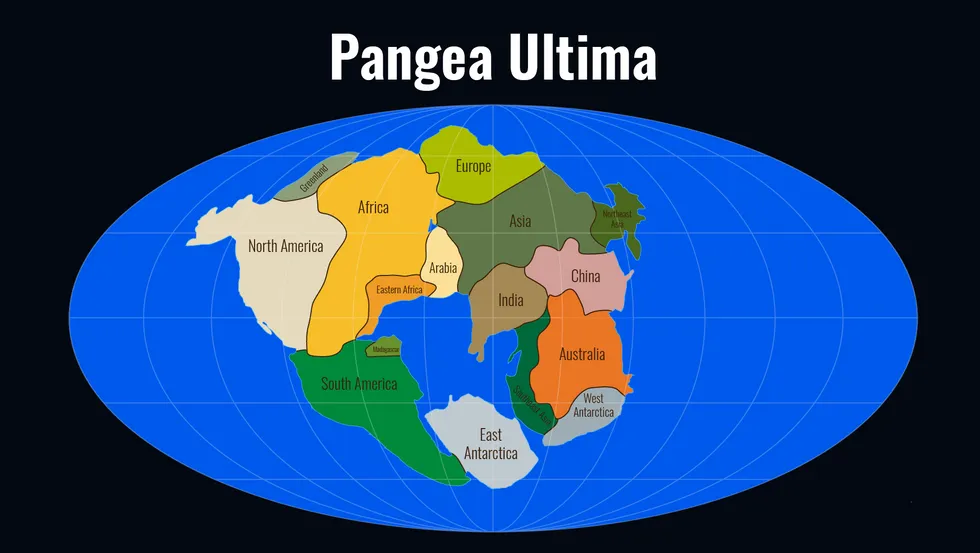 Pangea Ultima
Europe
Greenland
Africa
Asia
Northeast
Asia
North America
Arabia
China
Eastern Africa
India
Madagascar
Australia
South America
Southeast Asia
West
Antarctica
East
Antarctica